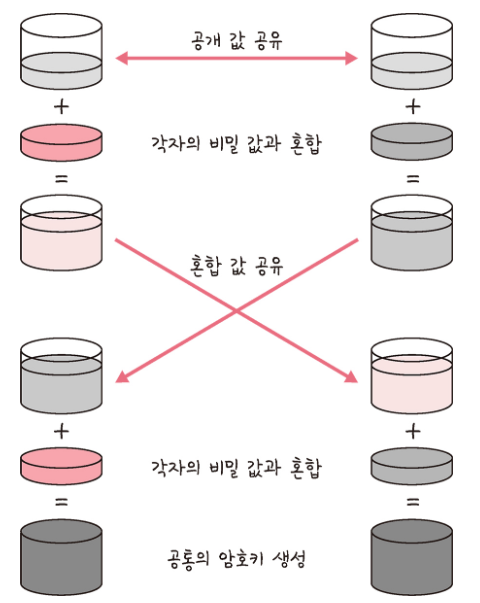 공개 값 공유
+
+
각자의 비밀 값과 혼합
=
=
혼합 값 공유
+
+
각자의 비밀 값과 혼합
=
=
공통의 암호키 생성